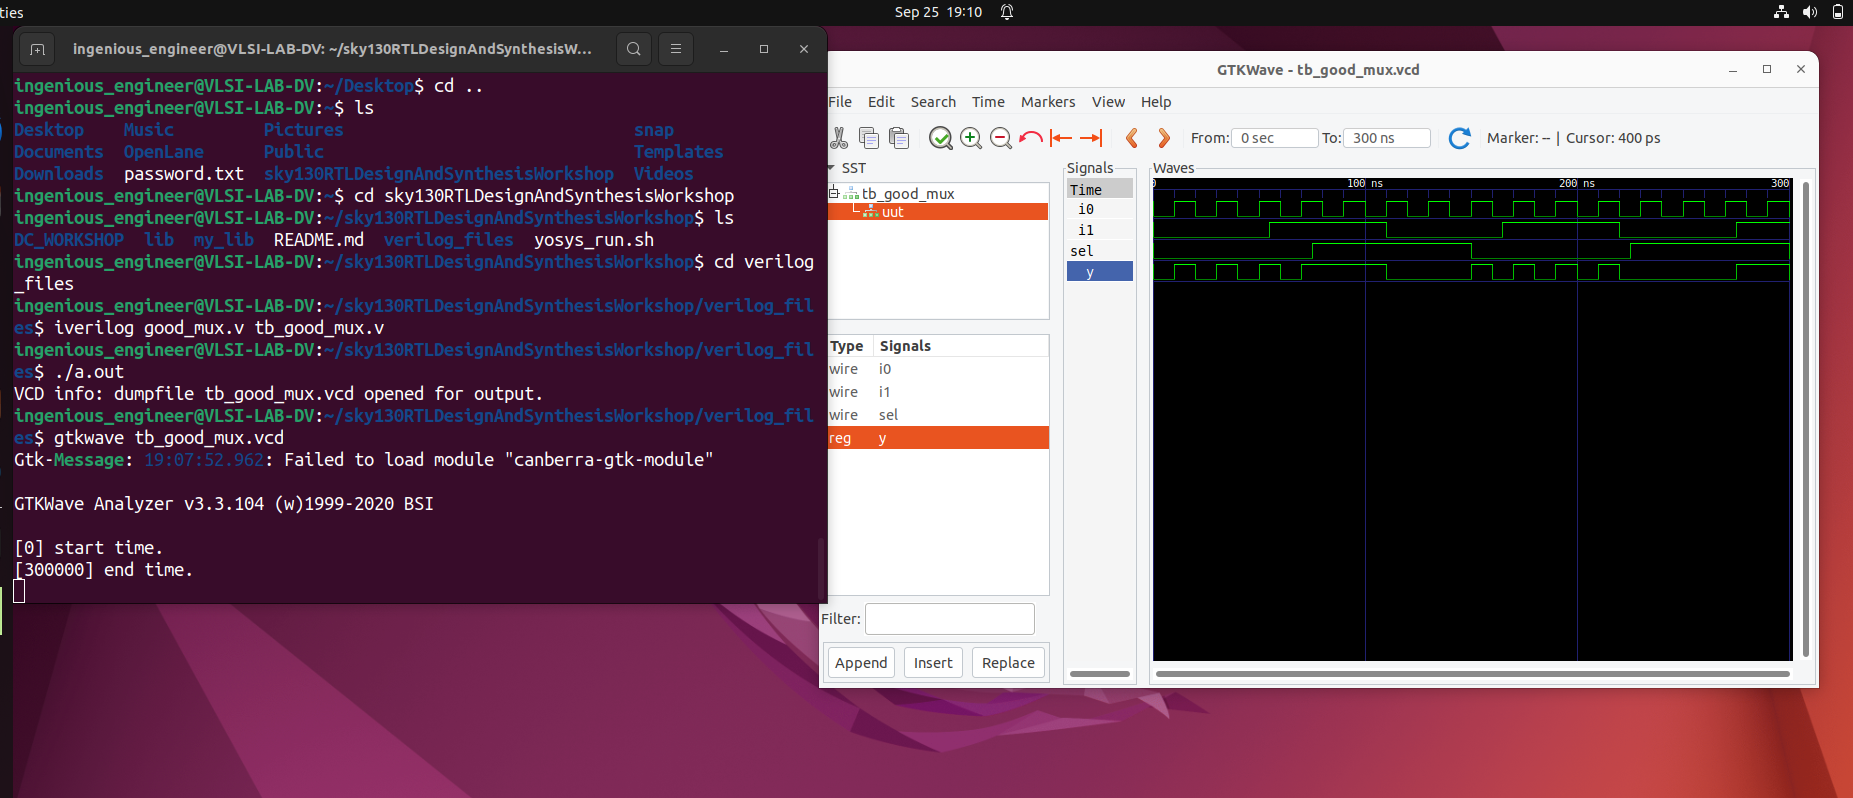 ties
Sep 25 19:10
ingenious_engineer@VLSI-LAB-DV: ~/sky130RTLDesignAndSynthesisW...
ingenious_engineer@VLSI-LAB-DV:~/Desktop$ cd ..
ingenious_engineer@VLSI-LAB-DV:~$ ls
Desktop Music Pictures snap
Documents OpenLane Public Templates
Downloads password.txt sky130RTLDesignAndSynthesisWorkshop Videos
ingenious_engineer@VLSI-LAB-DV:~$ cd sky130RTLDesignAndSynthesisWorkshop
ingenious_engineer@VLSI-LAB-DV:~/sky130RTLDesignAndSynthesisWorkshop$ ls
DC_WORKSHOP lib my_lib README.md verilog_files yosys_run.sh
ingenious_engineer@VLSI-LAB-DV:~/sky130RTLDesignAndSynthesisWorkshop$ cd verilog
_files
ingenious_engineer@VLSI-LAB-DV:~/sky130RTLDesignAndSynthesisWorkshop/verilog_fil
es$ iverilog good_mux.v tb_good_mux.v
ingenious_engineer@VLSI-LAB-DV:~/sky130RTLDesignAndSynthesisWorkshop/verilog_fil
es$ ./a.out
VCD info: dumpfile tb_good_mux.vcd opened for output.
ingenious_engineer@VLSI-LAB-DV:~/sky130RTLDesignAndSynthesisWorkshop/verilog_fil
es$ gtkwave tb_good_mux.vcd
Gtk-Message: 19:07:52.962: Failed to load module "canberra-gtk-module"
GTKWave Analyzer v3.3.104 (w)1999-2020 BSI
[0] start time.
[300000] end time.
GTKWave - tb_good_mux.vcd
File Edit Search Time Markers View Help
From: 0 sec To: 300 ns Marker: -- | Cursor: 400 ps
SST
tb_good_mux
uut
Type Signals
wire i0
wire i1
wire sel
reg y
Filter:
Append Insert Replace
Signals
Time
i0
i1
sel
y
Waves
0 100 ns 200 ns 300